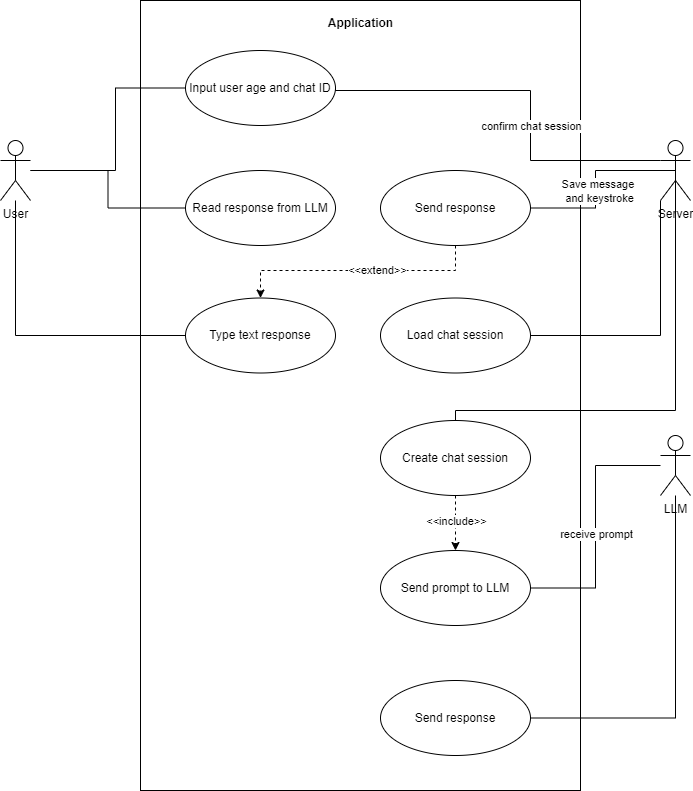 Application
Input user age and chat ID
confirm chat session
User
Read response from LLM
Send response
Save message
and keystroke
Server
<<extend>>
Type text response
Load chat session
Create chat session
LLM
<<include>>
receive prompt
Send prompt to LLM
Send response